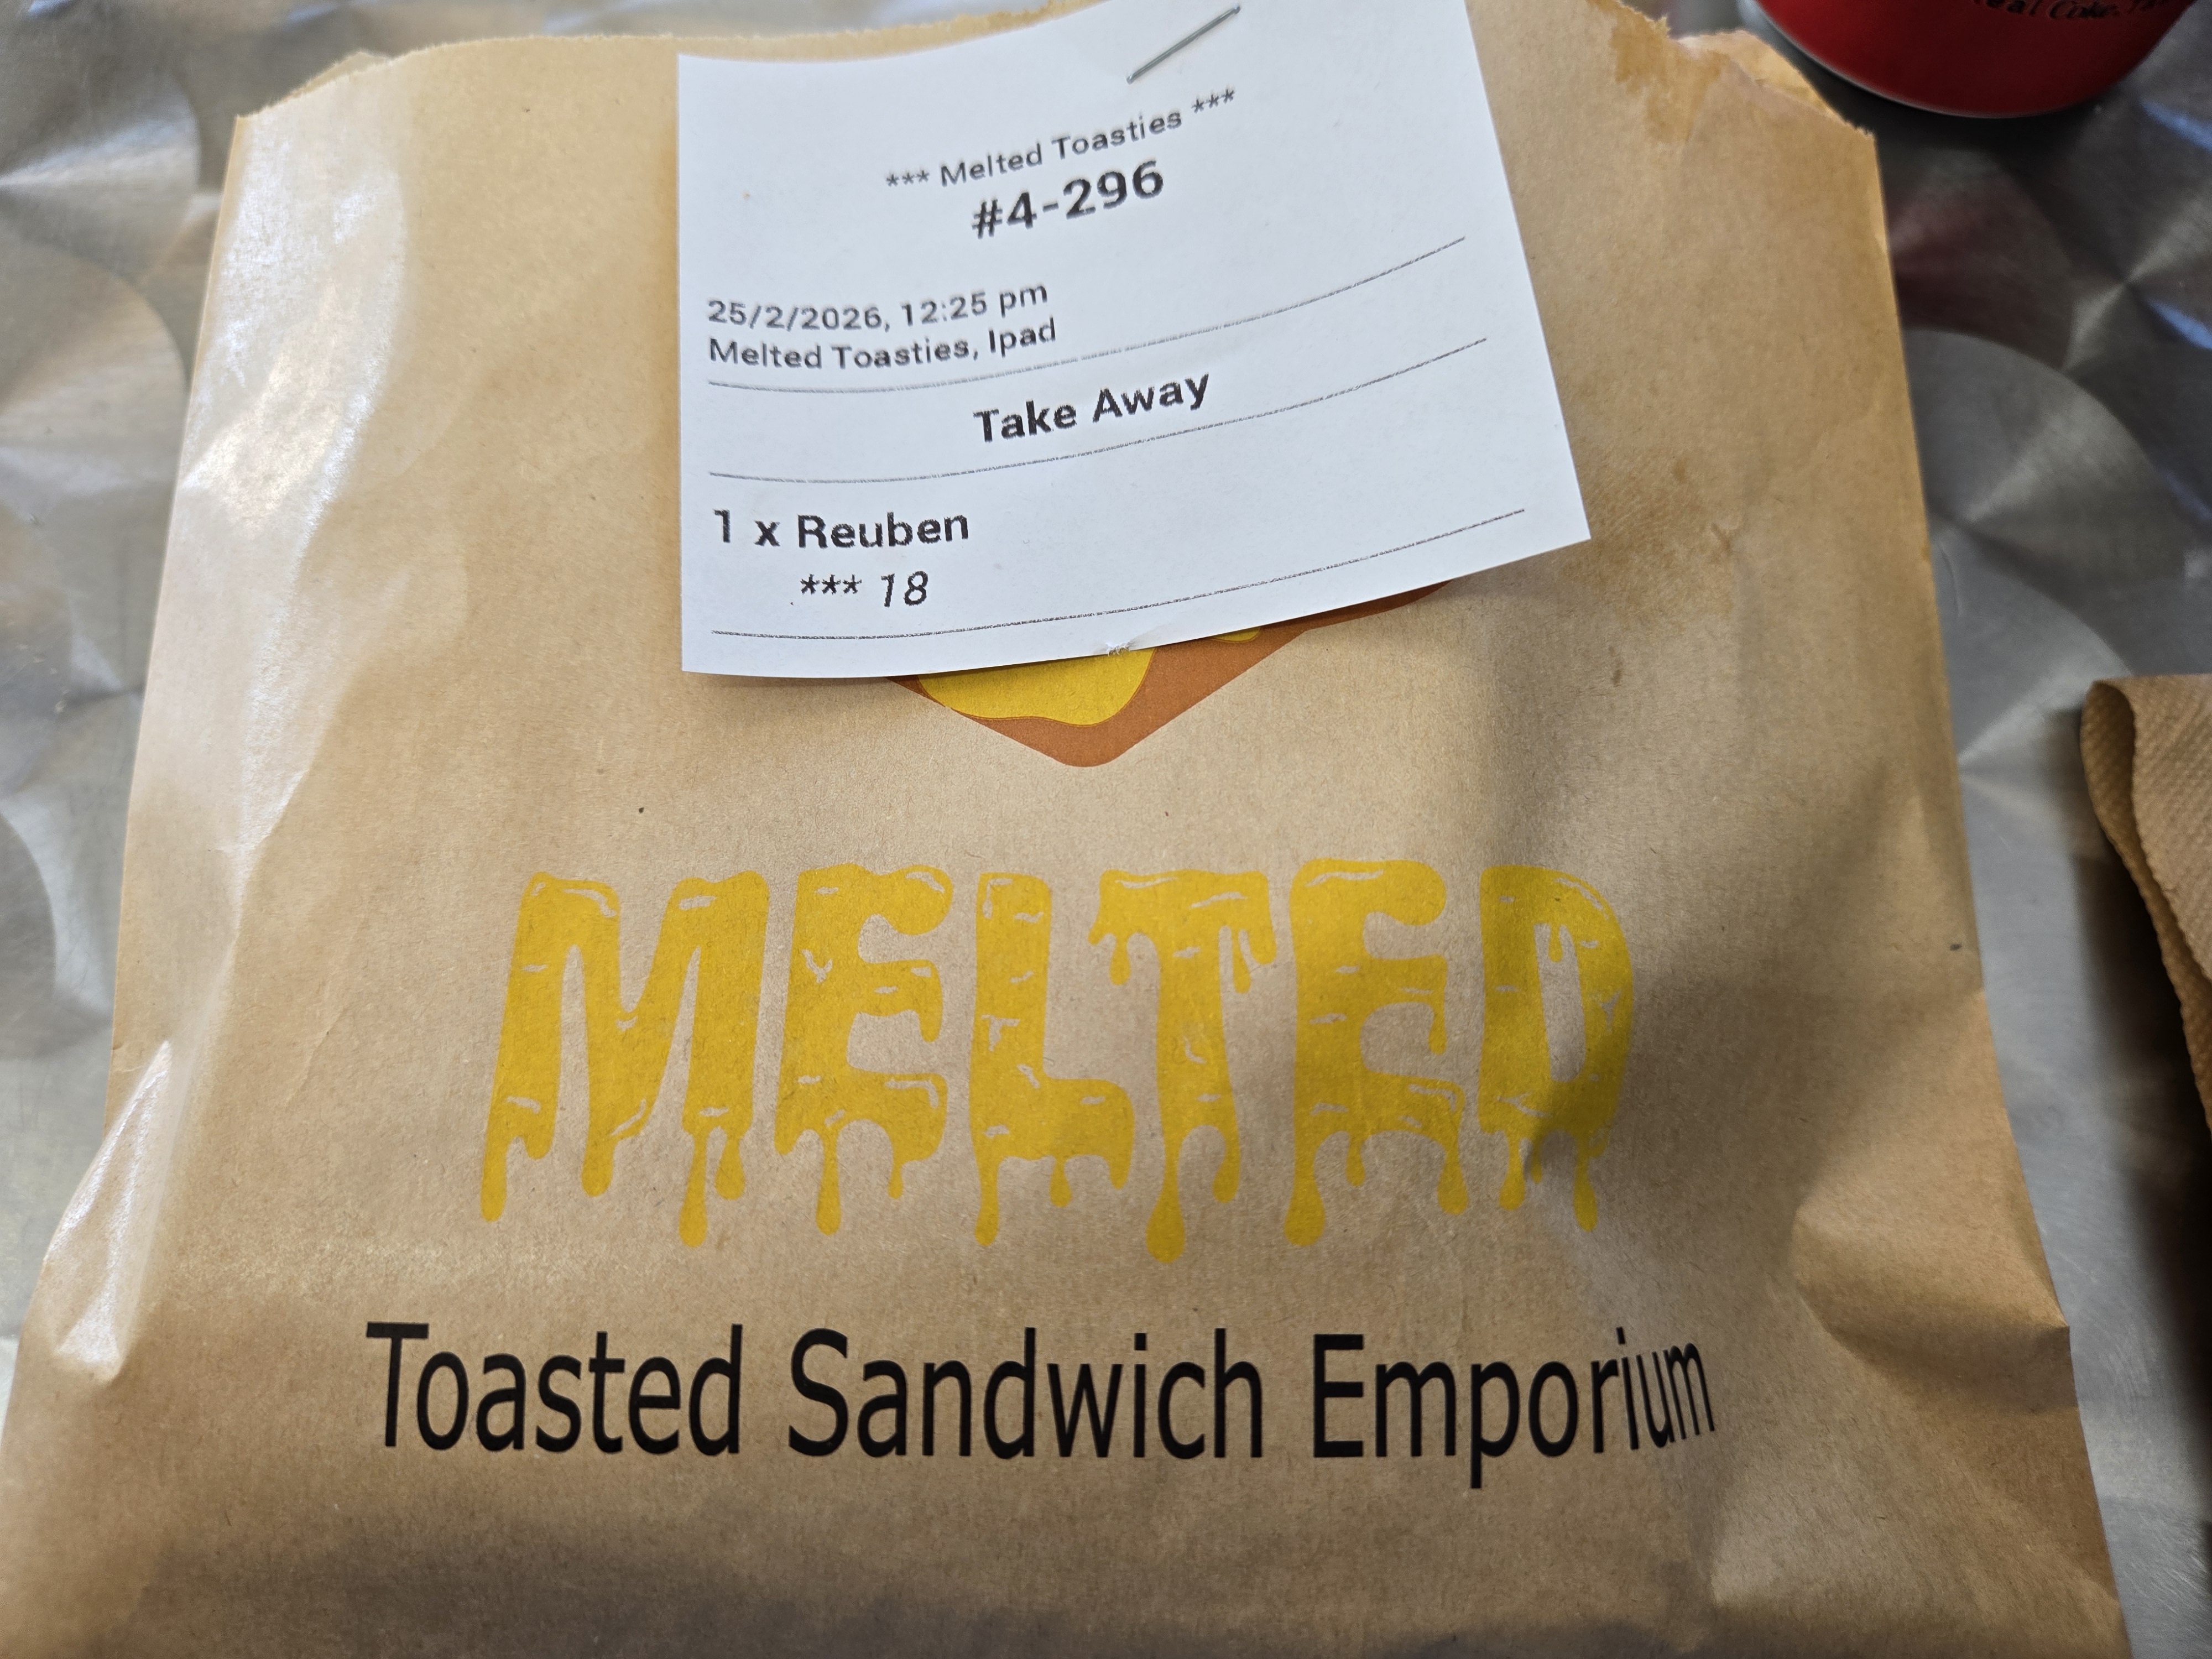 *** Melted Toasties ***
#4-296
25/2/2026, 12:25 pm
Melted Toasties, Ipad
Take Away
1 x Reuben
*** 18
MELTED
Toasted Sandwich Emporium
Coke